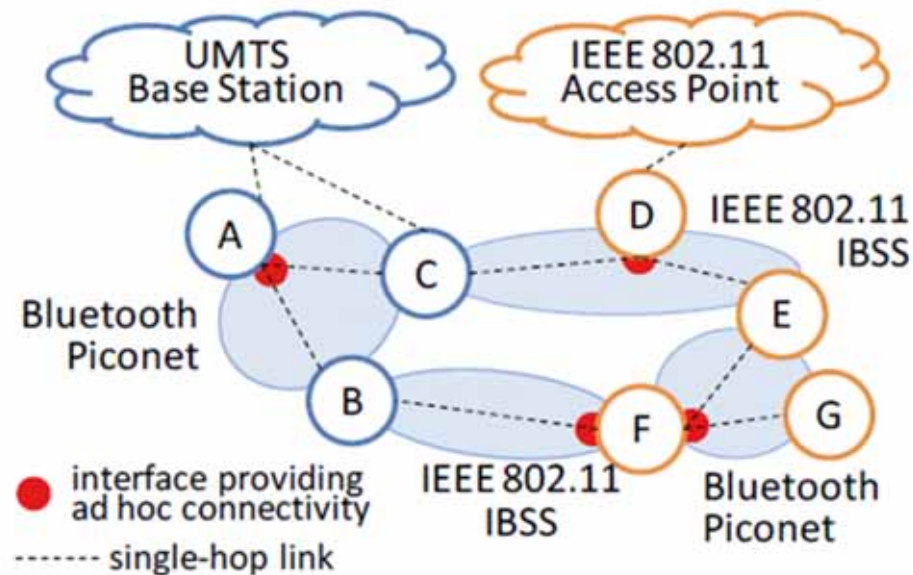 UMTS
Base Station
IEEE 802.11
Access Point
A
D
IEEE 802.11
IBSS
C
Bluetooth
Piconet
E
B
F
G
IEEE 802.11
IBSS
Bluetooth
Piconet
interface providing
ad hoc connectivity
single-hop link